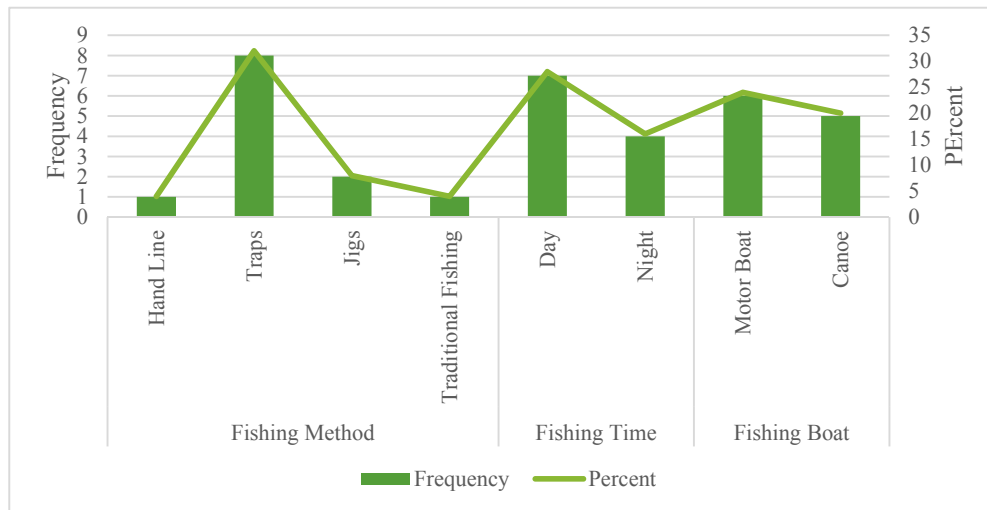 9
8
7
6
5
4
3
2
1
0
Frequency
35
30
25
20
15
10
5
0
PErcent
Hand Line
Traps
Jigs
Traditional Fishing
Day
Night
Motor Boat
Canoe
Fishing Method
Fishing Time
Fishing Boat
Frequency
Percent